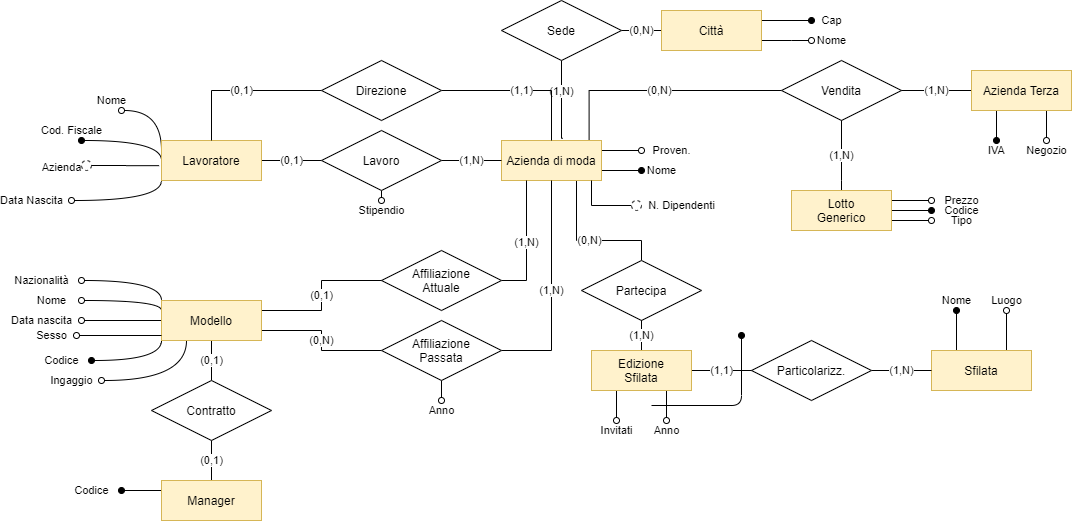 Sede
(0,N)
Città
Cap
Nome
(0,1)
Direzione
(1,1)
(1,N)
(0,N)
Vendita
(1,N)
Azienda Terza
IVA
Negozio
Nome
Cod. Fiscale
Azienda
Data Nascita
Lavoratore
(0,1)
Lavoro
(1,N)
Stipendio
Azienda di moda
Proven.
Nome
N. Dipendenti
(1,N)
Lotto
Generico
Prezzo
Codice
Tipo
Nazionalità
Nome
Data nascita
Sesso
Codice
Ingaggio
Modello
(0,1)
Affiliazione
Attuale
(1,N)
(0,N)
Affiliazione
Passata
(1,N)
Anno
(0,N)
Partecipa
(1,N)
Edizione
Sfilata
Invitati
Anno
(1,1)
Particolarizz.
(1,N)
Sfilata
Nome
Luogo
(0,1)
Contratto
(0,1)
Manager
Codice